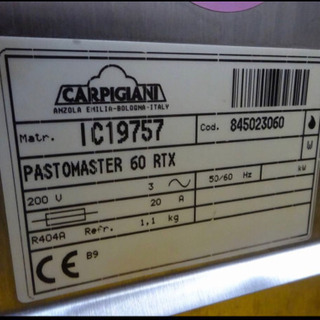 CARPIGIANI
ANZOLA EMILIA-BOLOGNA-ITALY
Matr. IC19757 Cod. 845023060
PASTOMASTER 60 RTX W
200 V 3 50/60 Hz kW
20 A
R404A Refr. 1.1 kg
CE B9